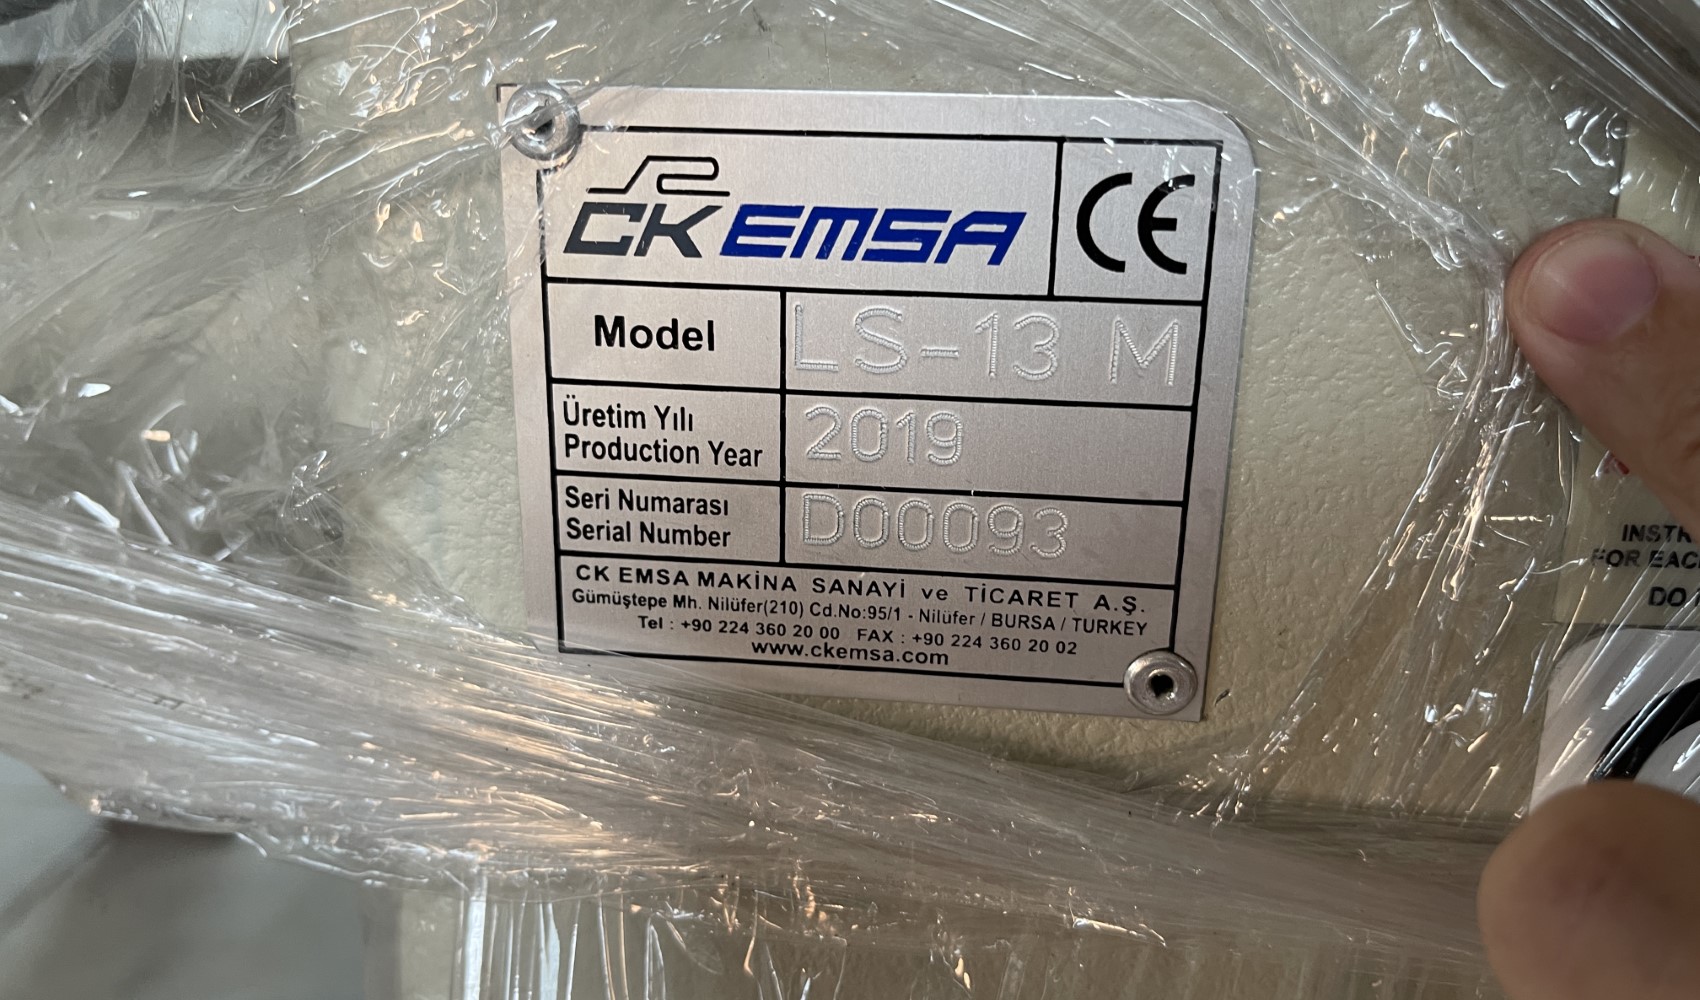 CK EMSA CE
Model LS-13 M
Üretim Yılı
Production Year 2019
Seri Numarası
Serial Number D00093
CK EMSA MAKİNA SANAYİ ve TİCARET A.Ş.
Gümüştepe Mh. Nilüfer(210) Cd.No:95/1 - Nilüfer / BURSA / TURKEY
Tel : +90 224 360 20 00 FAX : +90 224 360 20 02
www.ckemsa.com
FOR
DO